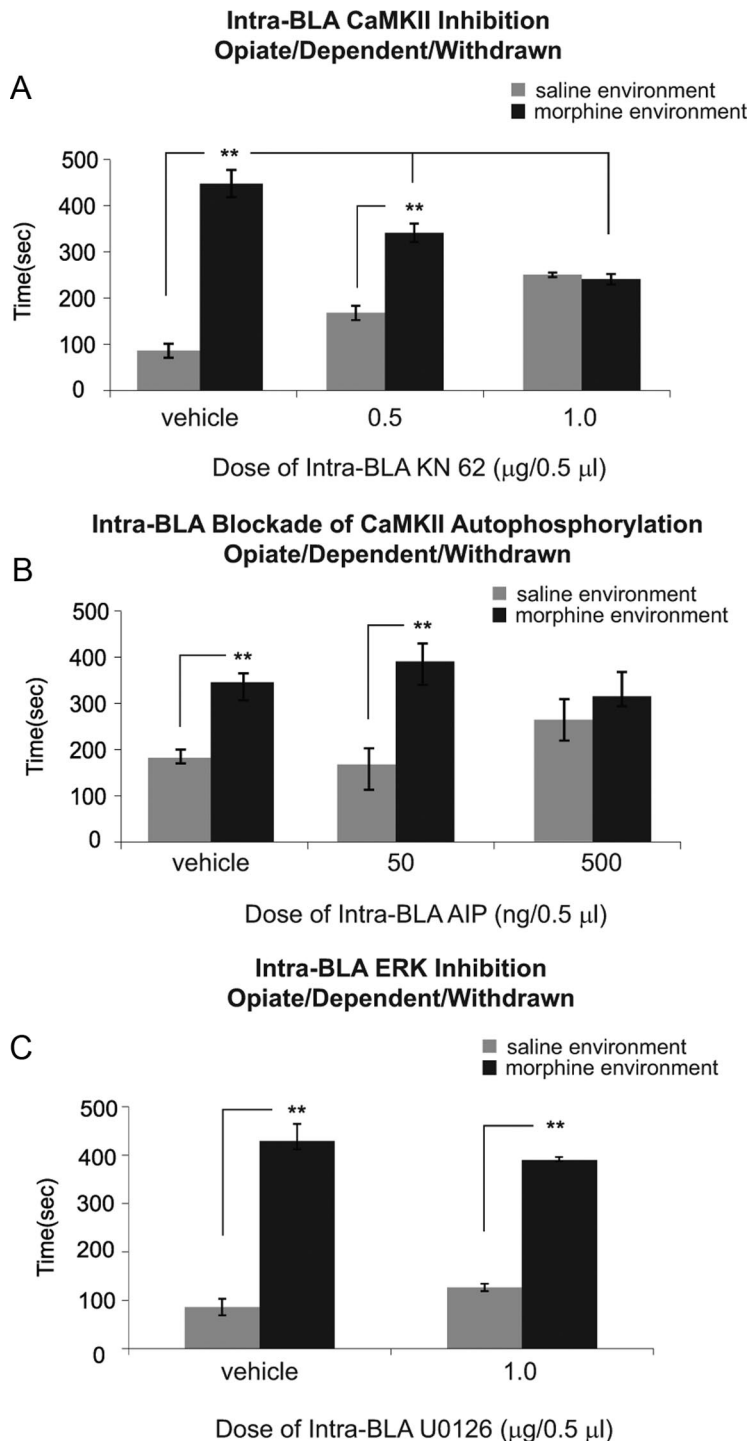 Intra-BLA CaMKII Inhibition
Opiate/Dependent/Withdrawn
A
saline environment
morphine environment
500
400
300
200
100
0
Time(sec)
**
**
vehicle
0.5
1.0
Dose of Intra-BLA KN 62 (μg/0.5 μl)
Intra-BLA Blockade of CaMKII Autophosphorylation
Opiate/Dependent/Withdrawn
B
saline environment
morphine environment
500
400
300
200
100
0
Time(sec)
**
**
vehicle
50
500
Dose of Intra-BLA AIP (ng/0.5 μl)
Intra-BLA ERK Inhibition
Opiate/Dependent/Withdrawn
C
saline environment
morphine environment
500
400
300
200
100
0
Time(sec)
**
**
vehicle
1.0
Dose of Intra-BLA U0126 (μg/0.5 μl)